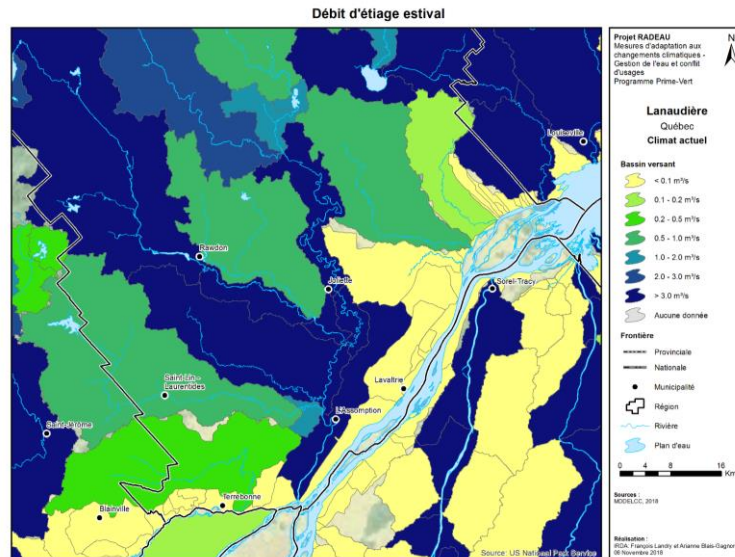 Débit d'étiage estival
Louiseville
Rawdon
Joliette
Sorel-Tracy
Saint-Lin -
Laurentides
Lavaltrie
L'Assomption
Saint-Jérôme
Terrebonne
Blainville
Source: US National Park Service
Projet RADEAU
Mesures d'adaptation aux
changements climatiques -
Gestion de l'eau et conflit
d'usages
Programme Prime-Vert
N
Lanaudière
Québec
Climat actuel
Bassin versant
< 0.1 m³/s
0.1 - 0.2 m³/s
0.2 - 0.5 m³/s
0.5 - 1.0 m³/s
1.0 - 2.0 m³/s
2.0 - 3.0 m³/s
> 3.0 m³/s
Aucune donnée
Frontière
Provinciale
Nationale
Municipalité
Région
Rivière
Plan d'eau
0 4 8 16
Km
Sources :
MDDELCC, 2018
Réalisation :
IRDA: François Landry et Ariane Blais-Gagnon
08 Novembre 2018